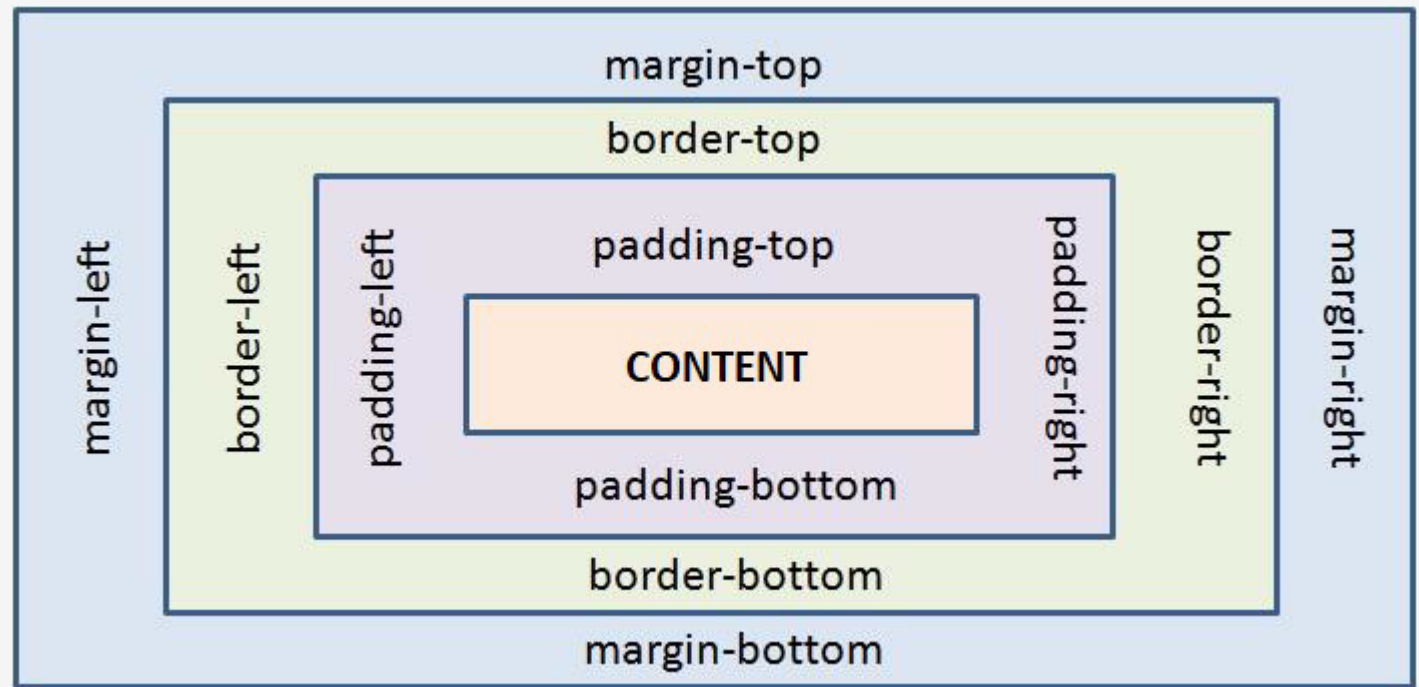 margin-top
border-top
padding-top
margin-left
border-left
padding-left
CONTENT
padding-right
border-right
margin-right
padding-bottom
border-bottom
margin-bottom